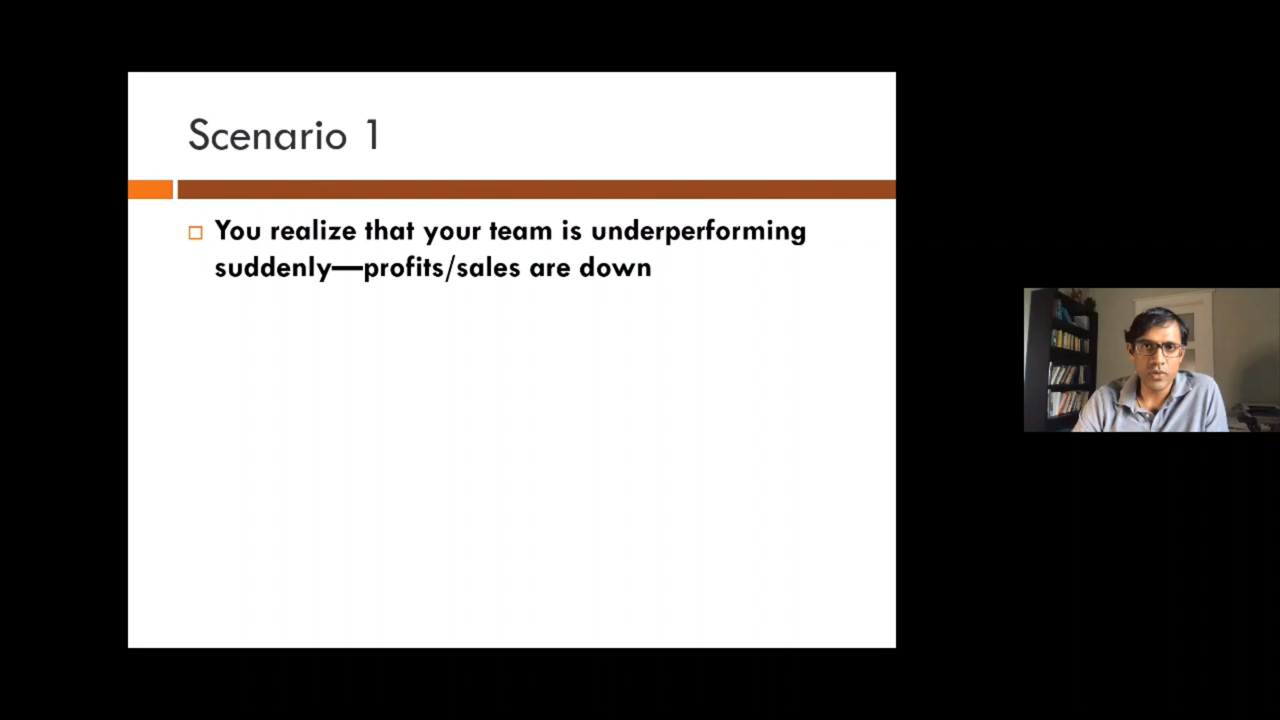 Scenario 1
You realize that your team is underperforming
suddenly—profits/sales are down